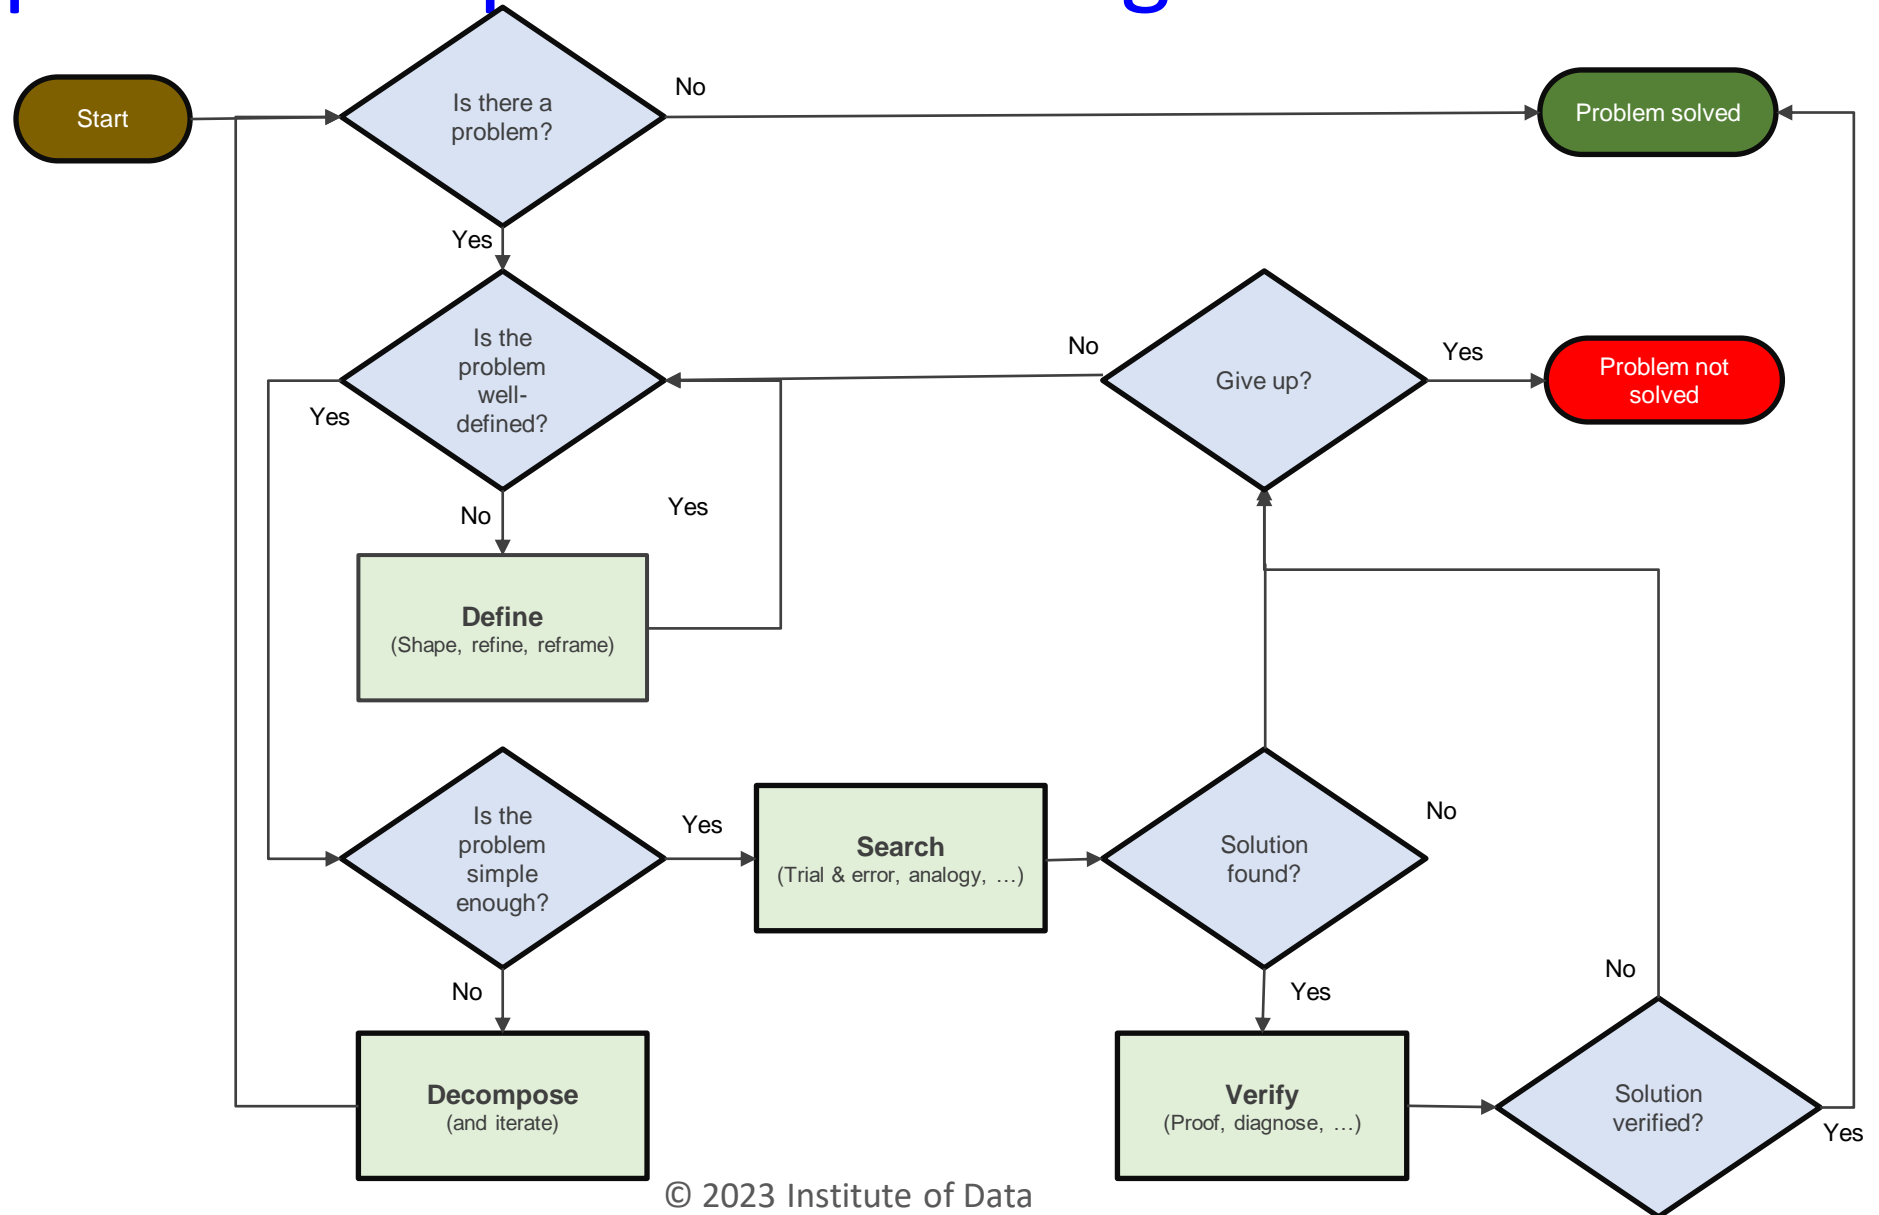 No
Start
Is there a
problem?
Problem solved
Yes
Is the
problem
well-
defined?
No
Give up?
Yes
Problem not
solved
Yes
No
Yes
Define
(Shape, refine, reframe)
Is the
problem
simple
enough?
Yes
Search
(Trial & error, analogy, …)
Solution
found?
No
No
Yes
No
Decompose
(and iterate)
Verify
(Proof, diagnose, …)
Solution
verified?
Yes
© 2023 Institute of Data